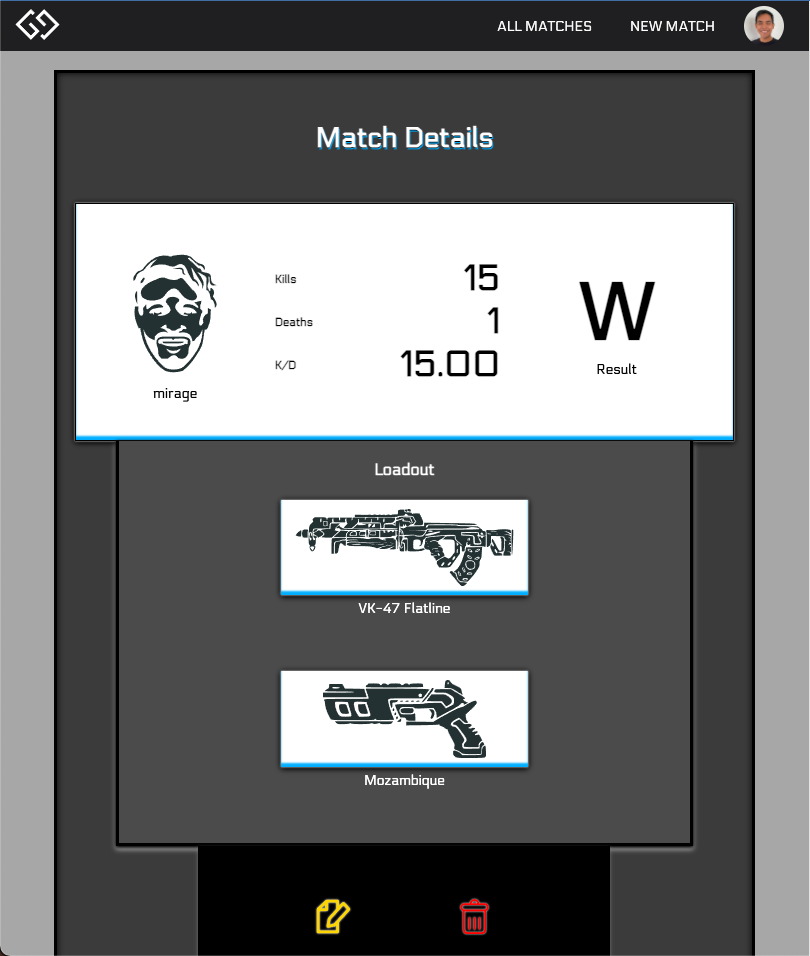 ALL MATCHES NEW MATCH
Match Details
Kills 15
Deaths 1
K/D 15.00
mirage
W
Result
Loadout
VK-47 Flatline
Mozambique